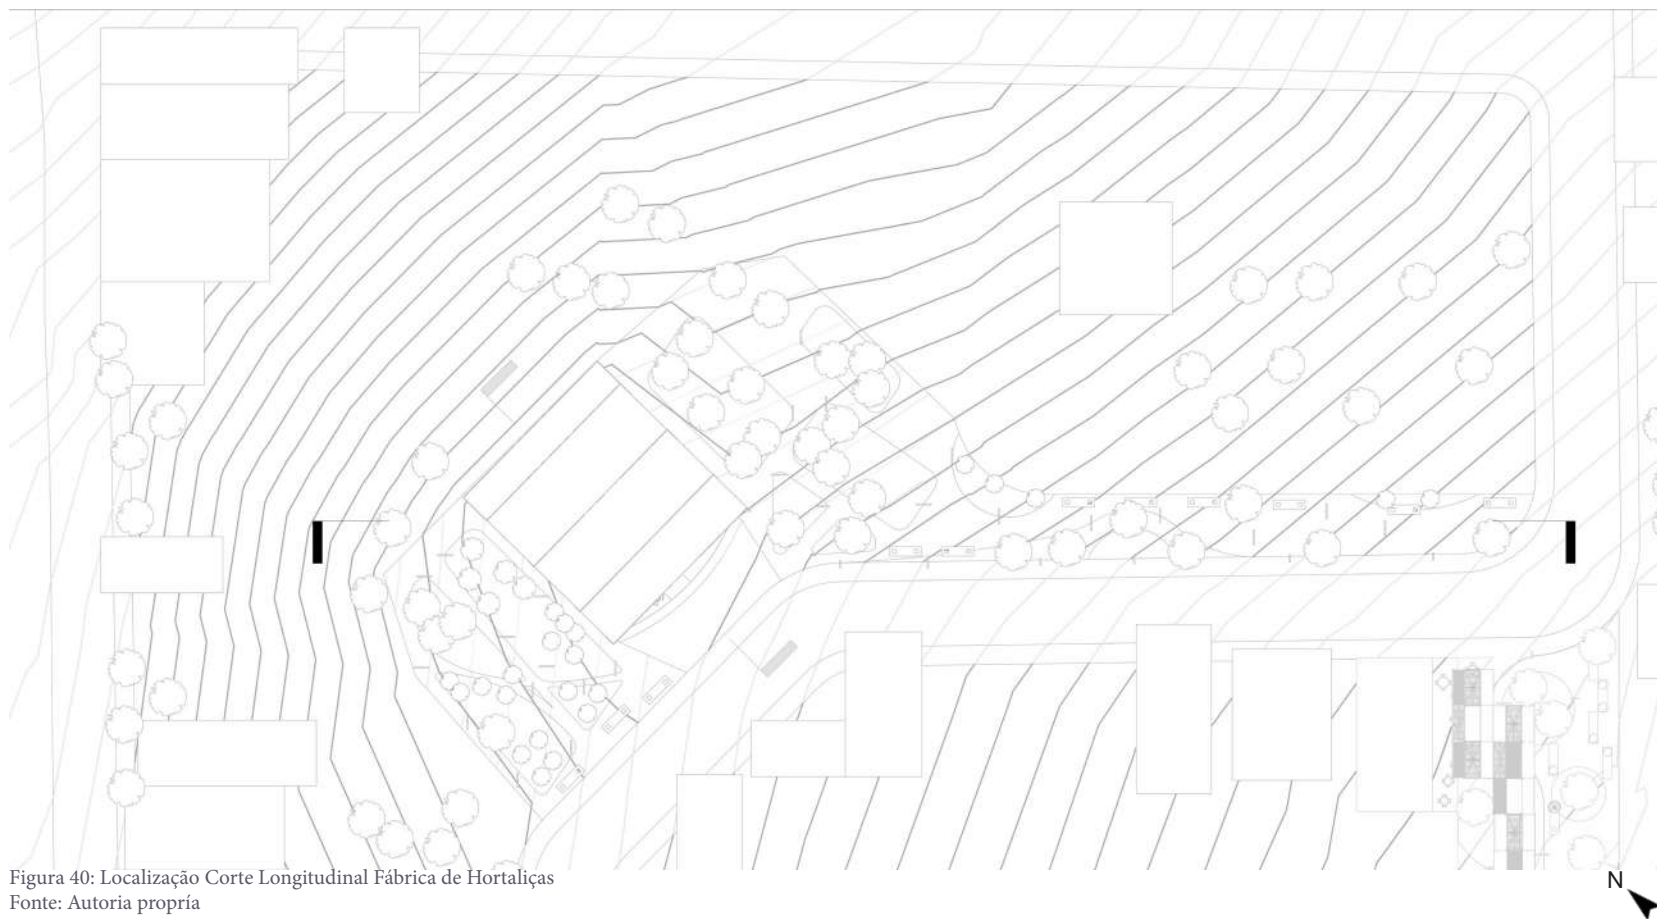 Figura 40: Localização Corte Longitudinal Fábrica de Hortaliças
Fonte: Autoria propría
N